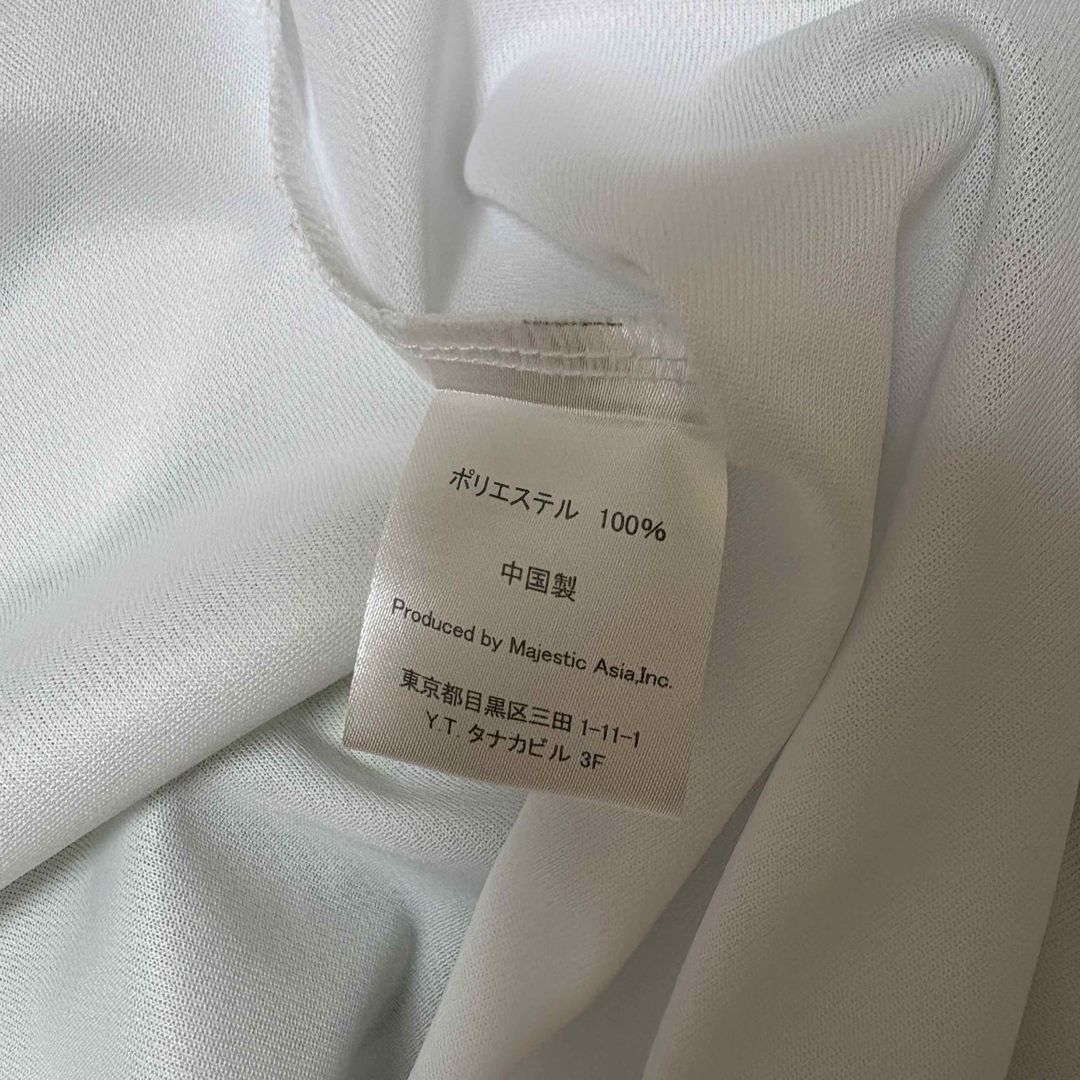 ポリエステル 100%
中国製
Produced by Majestic Asia,Inc.
東京都目黒区三田 1-11-1
Y.T. タナカビル 3F